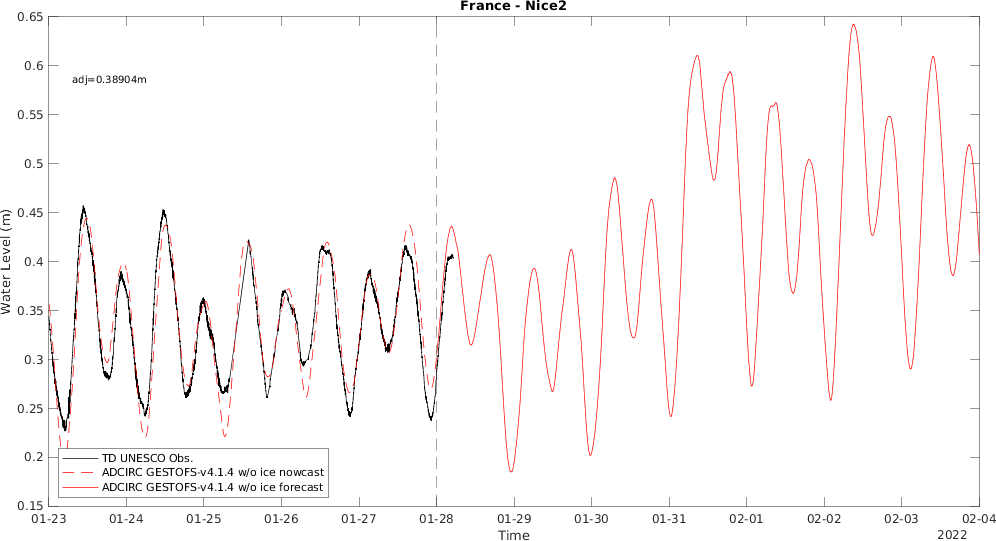 France - Nice2
adj=0.38904m
Water Level (m)
0.65
0.6
0.55
0.5
0.45
0.4
0.35
0.3
0.25
0.2
0.15
TD UNESCO Obs.
ADCIRC GESTOFS-v4.1.4 w/o ice nowcast
ADCIRC GESTOFS-v4.1.4 w/o ice forecast
01-23 01-24 01-25 01-26 01-27 01-28 01-29 01-30 01-31 02-01 02-02 02-03 02-04
Time
2022